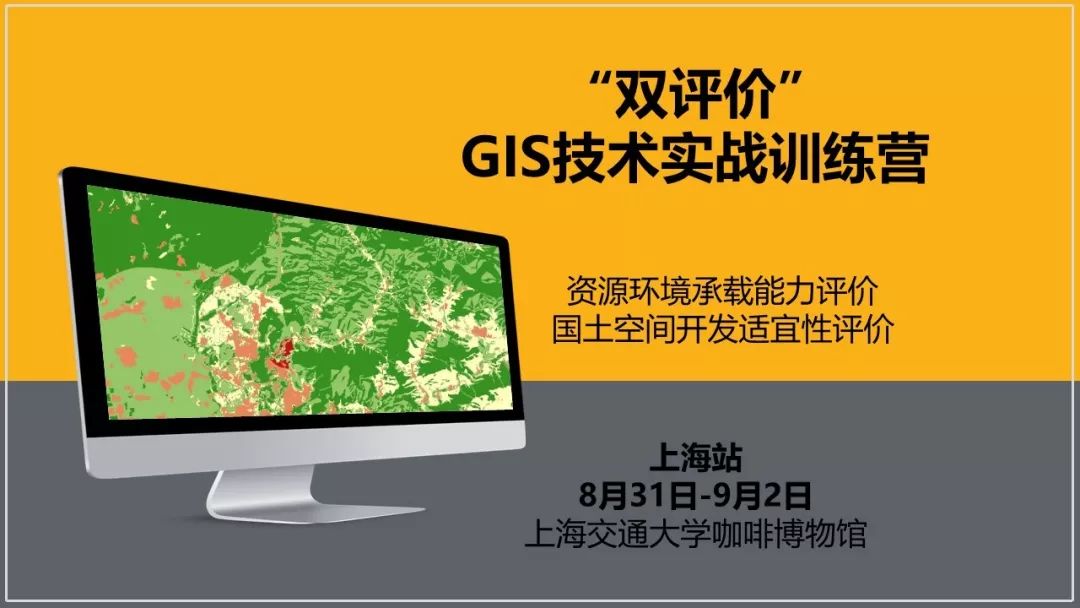 “双评价”
GIS技术实战训练营
资源环境承载能力评价
国土空间开发适宜性评价
上海站
8月31日-9月2日
上海交通大学咖啡博物馆